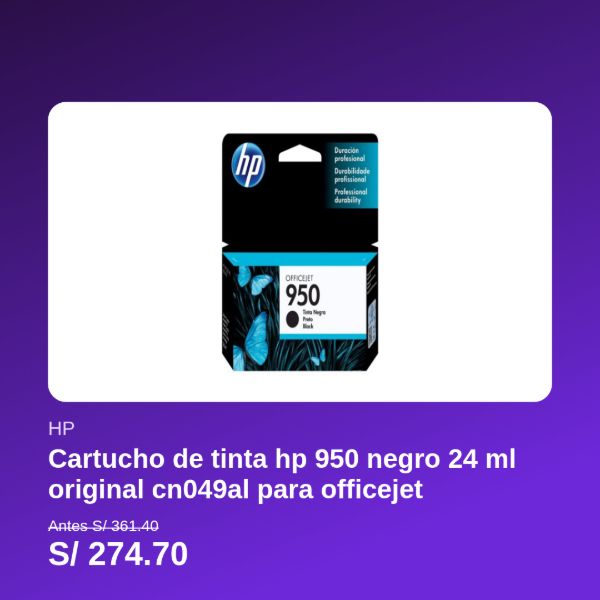 hp
Duración
profesional
Durabilidade
profissional
Professional
durability
OFFICEJET
950
Tinta Negra
Preto
Black
HP
Cartucho de tinta hp 950 negro 24 ml
original cn049al para officejet
Antes S/ 361.40
S/ 274.70